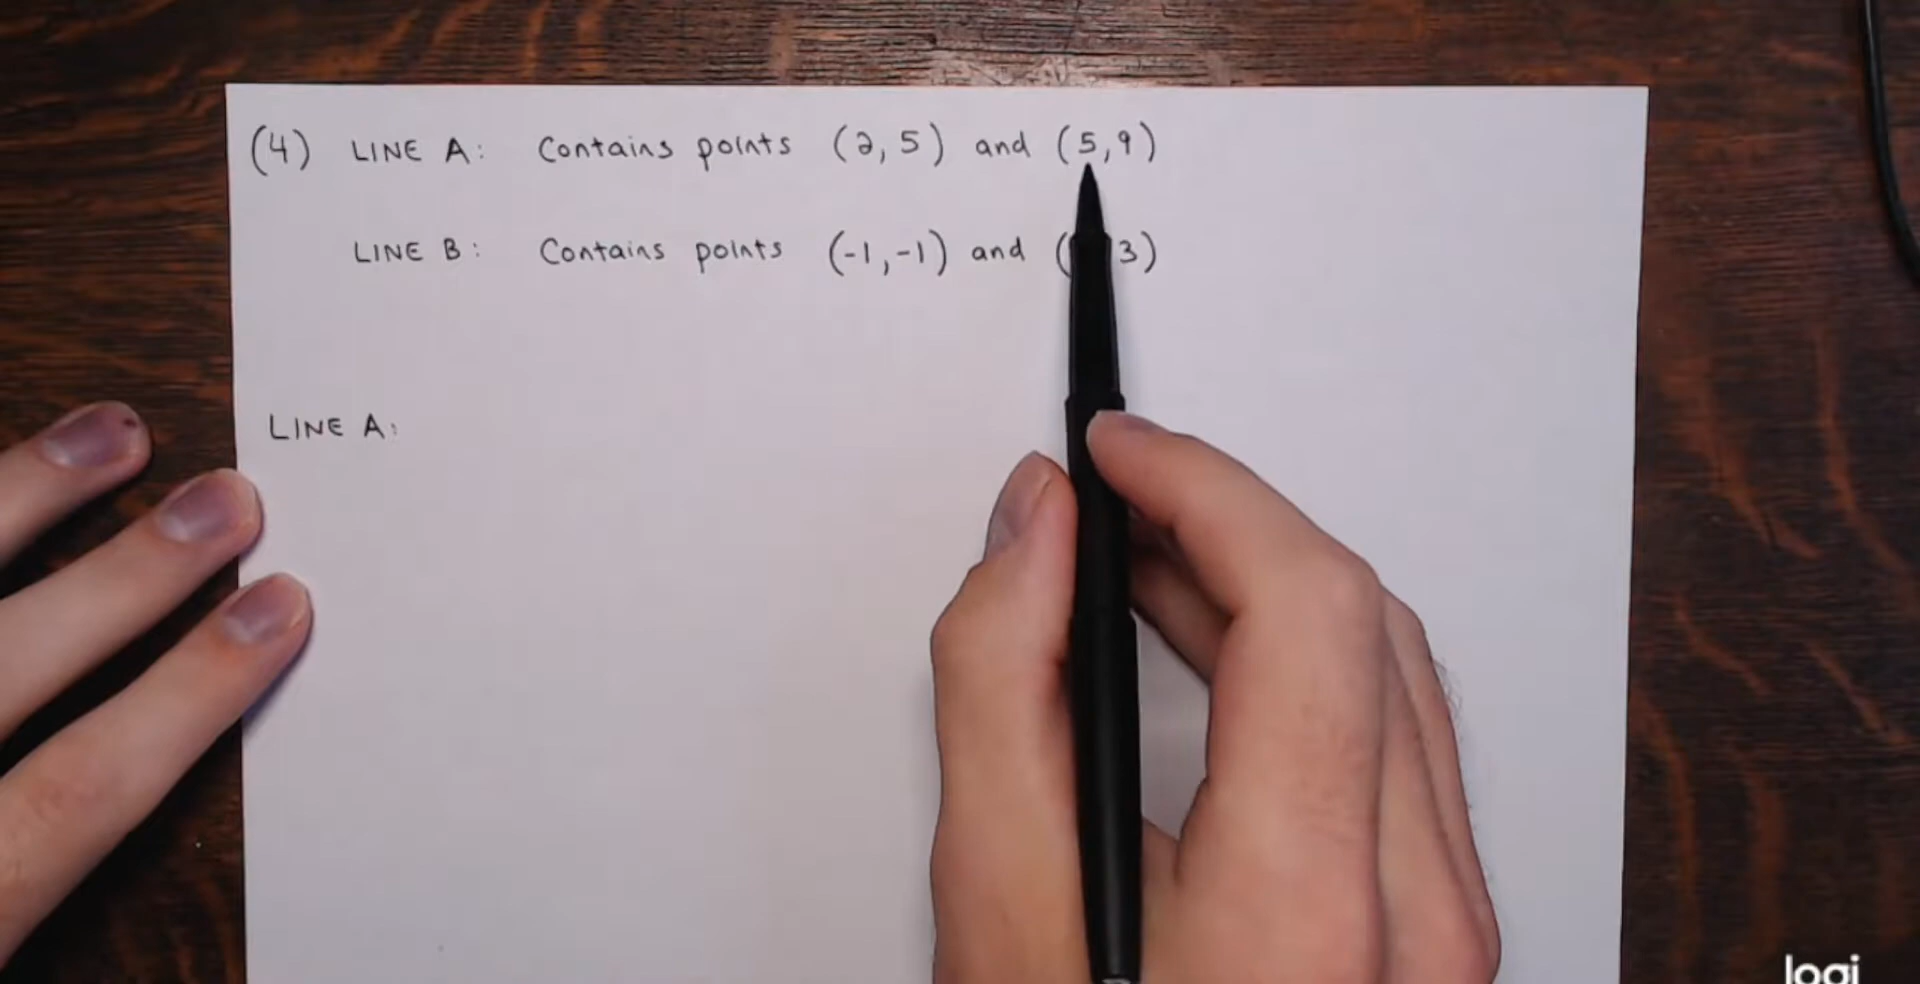 (4) LINE A: Contains points (2,5) and (5,9)
LINE B: Contains points (-1,-1) and ( 3)
LINE A:
logi